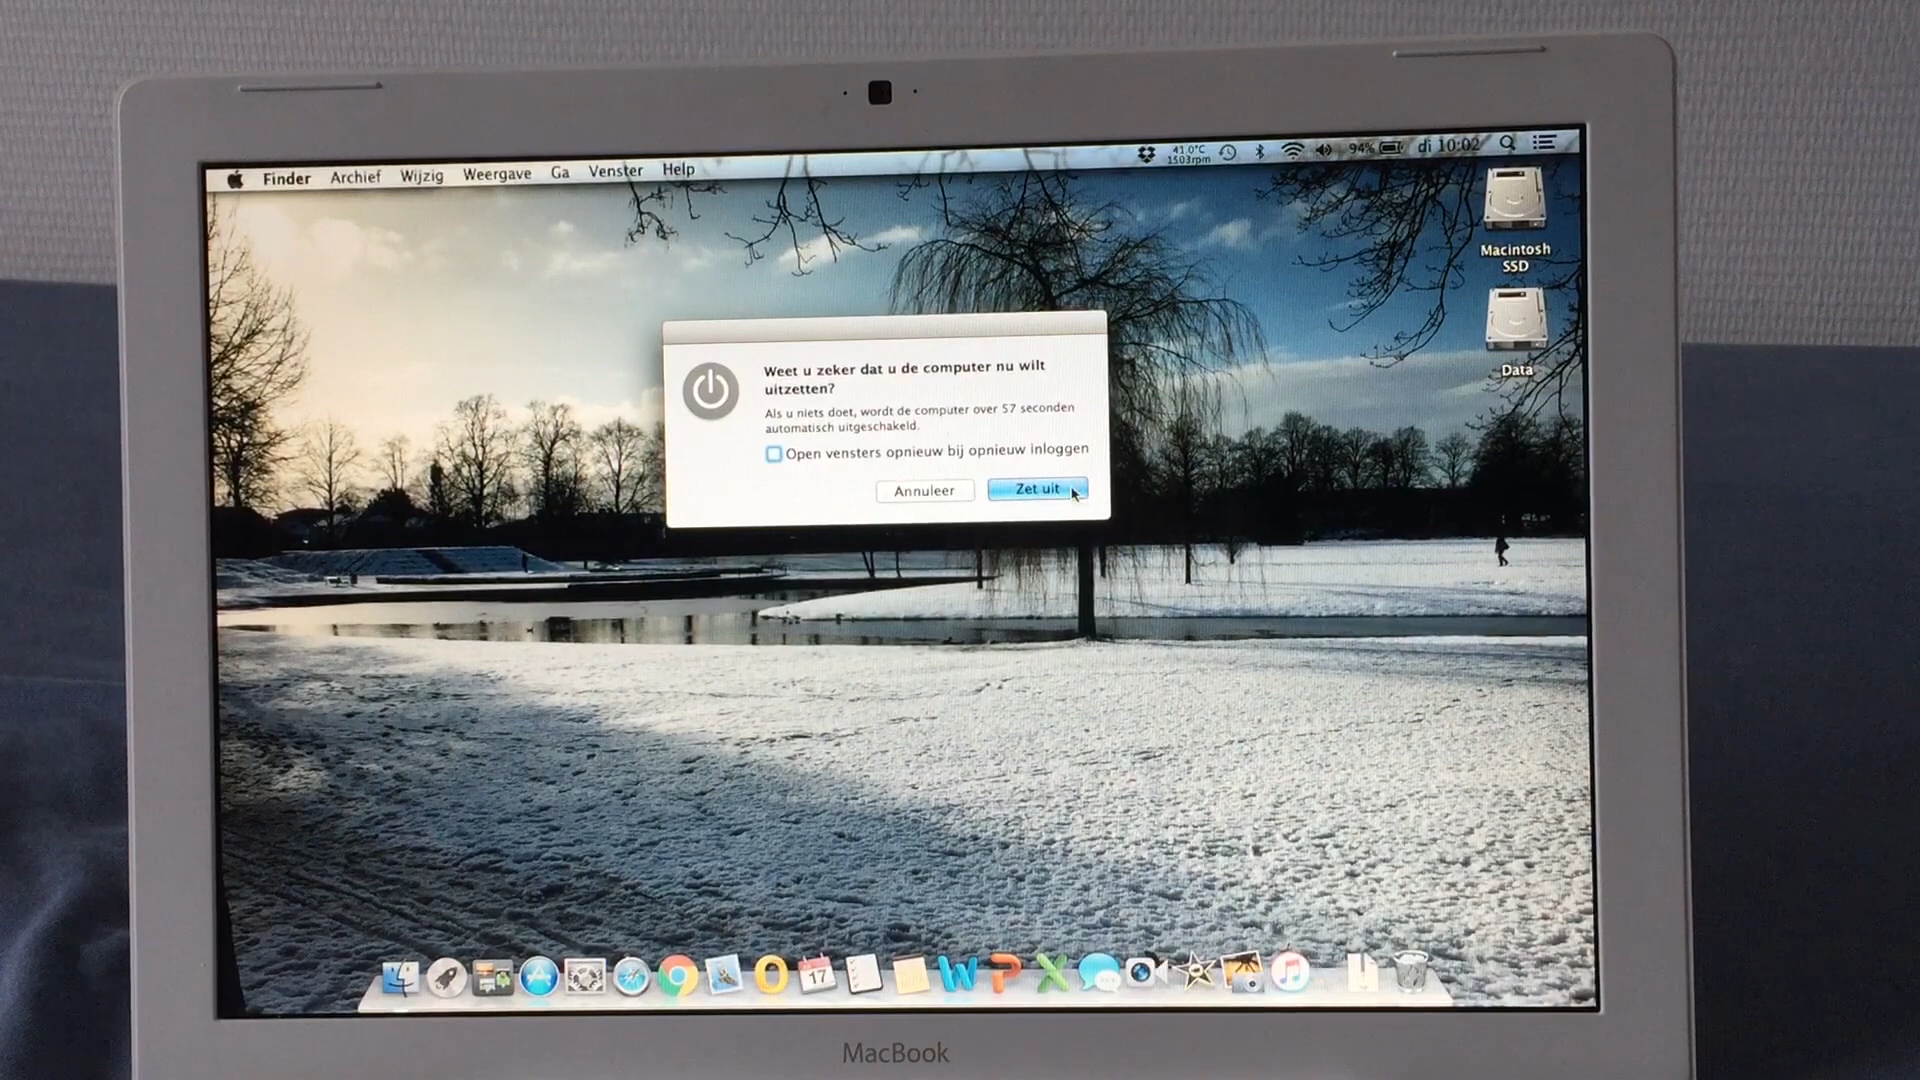 Finder Archief Wijzig Weergave Ga Venster Help
41.0°C
1503rpm
94%
di 10:02
Macintosh
SSD
Data
Weet u zeker dat u de computer nu wilt
uitzetten?
Als u niets doet, wordt de computer over 57 seconden
automatisch uitgeschakeld.
Open vensters opnieuw bij opnieuw inloggen
Annuleer Zet uit
17
MacBook